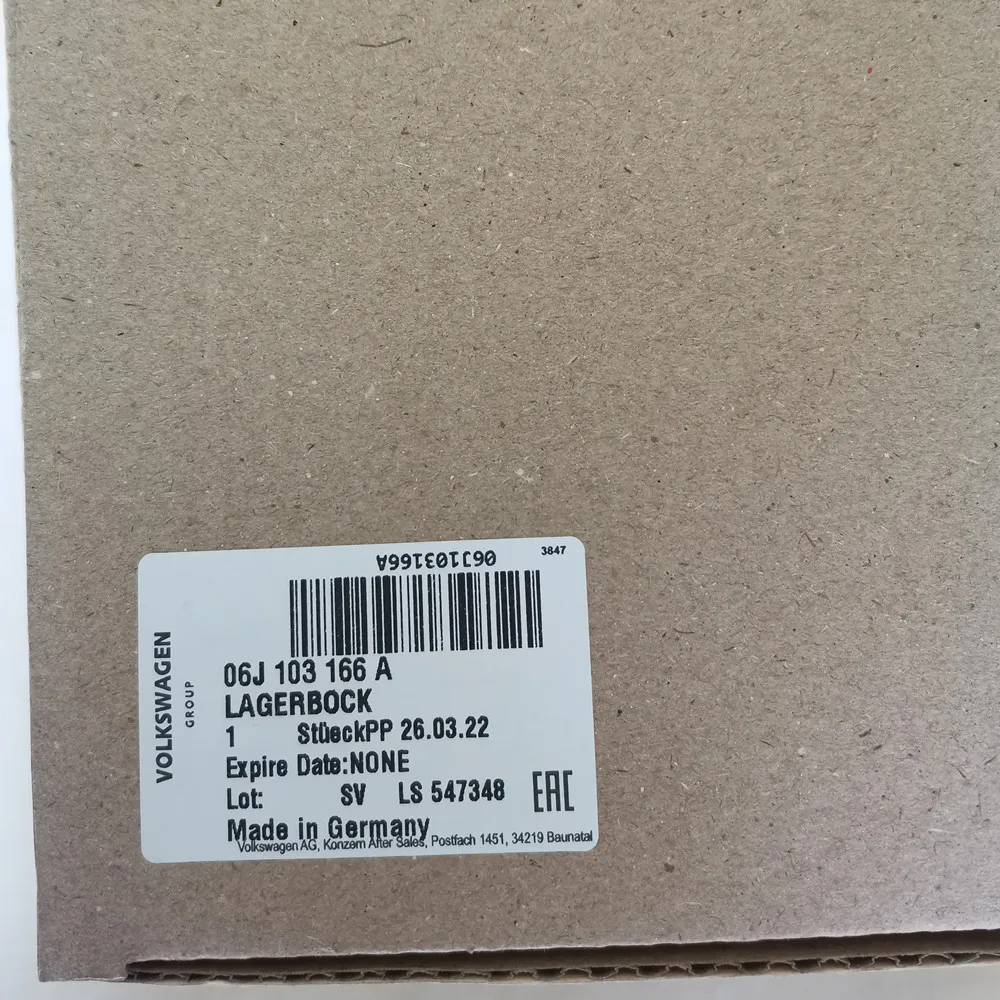 06J103166A
3847
VOLKSWAGEN
GROUP
06J 103 166 A
LAGERBOCK
1 StüeckPP 26.03.22
Expire Date:NONE
Lot: SV LS 547348
EAC
Made in Germany
Volkswagen AG, Konzern After Sales, Postfach 1451, 34219 Baunatal